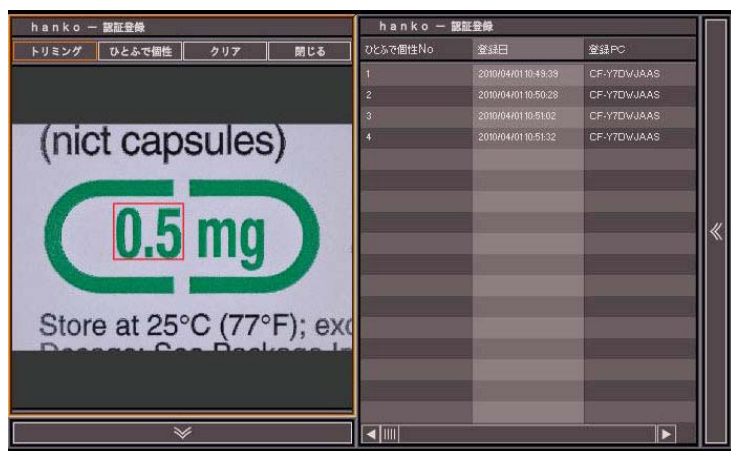 hanko － 認証登録
トリミング ひとふで個性 クリア 閉じる
(nict capsules)
0.5 mg
Store at 25°C (77°F); exc
hanko － 認証登録
ひとふで個性No 登録日 登録PC
1 2010/04/01 10:49:39 CF-Y7DWJAAS
2 2010/04/01 10:50:28 CF-Y7DWJAAS
3 2010/04/01 10:51:02 CF-Y7DWJAAS
4 2010/04/01 10:51:32 CF-Y7DWJAAS